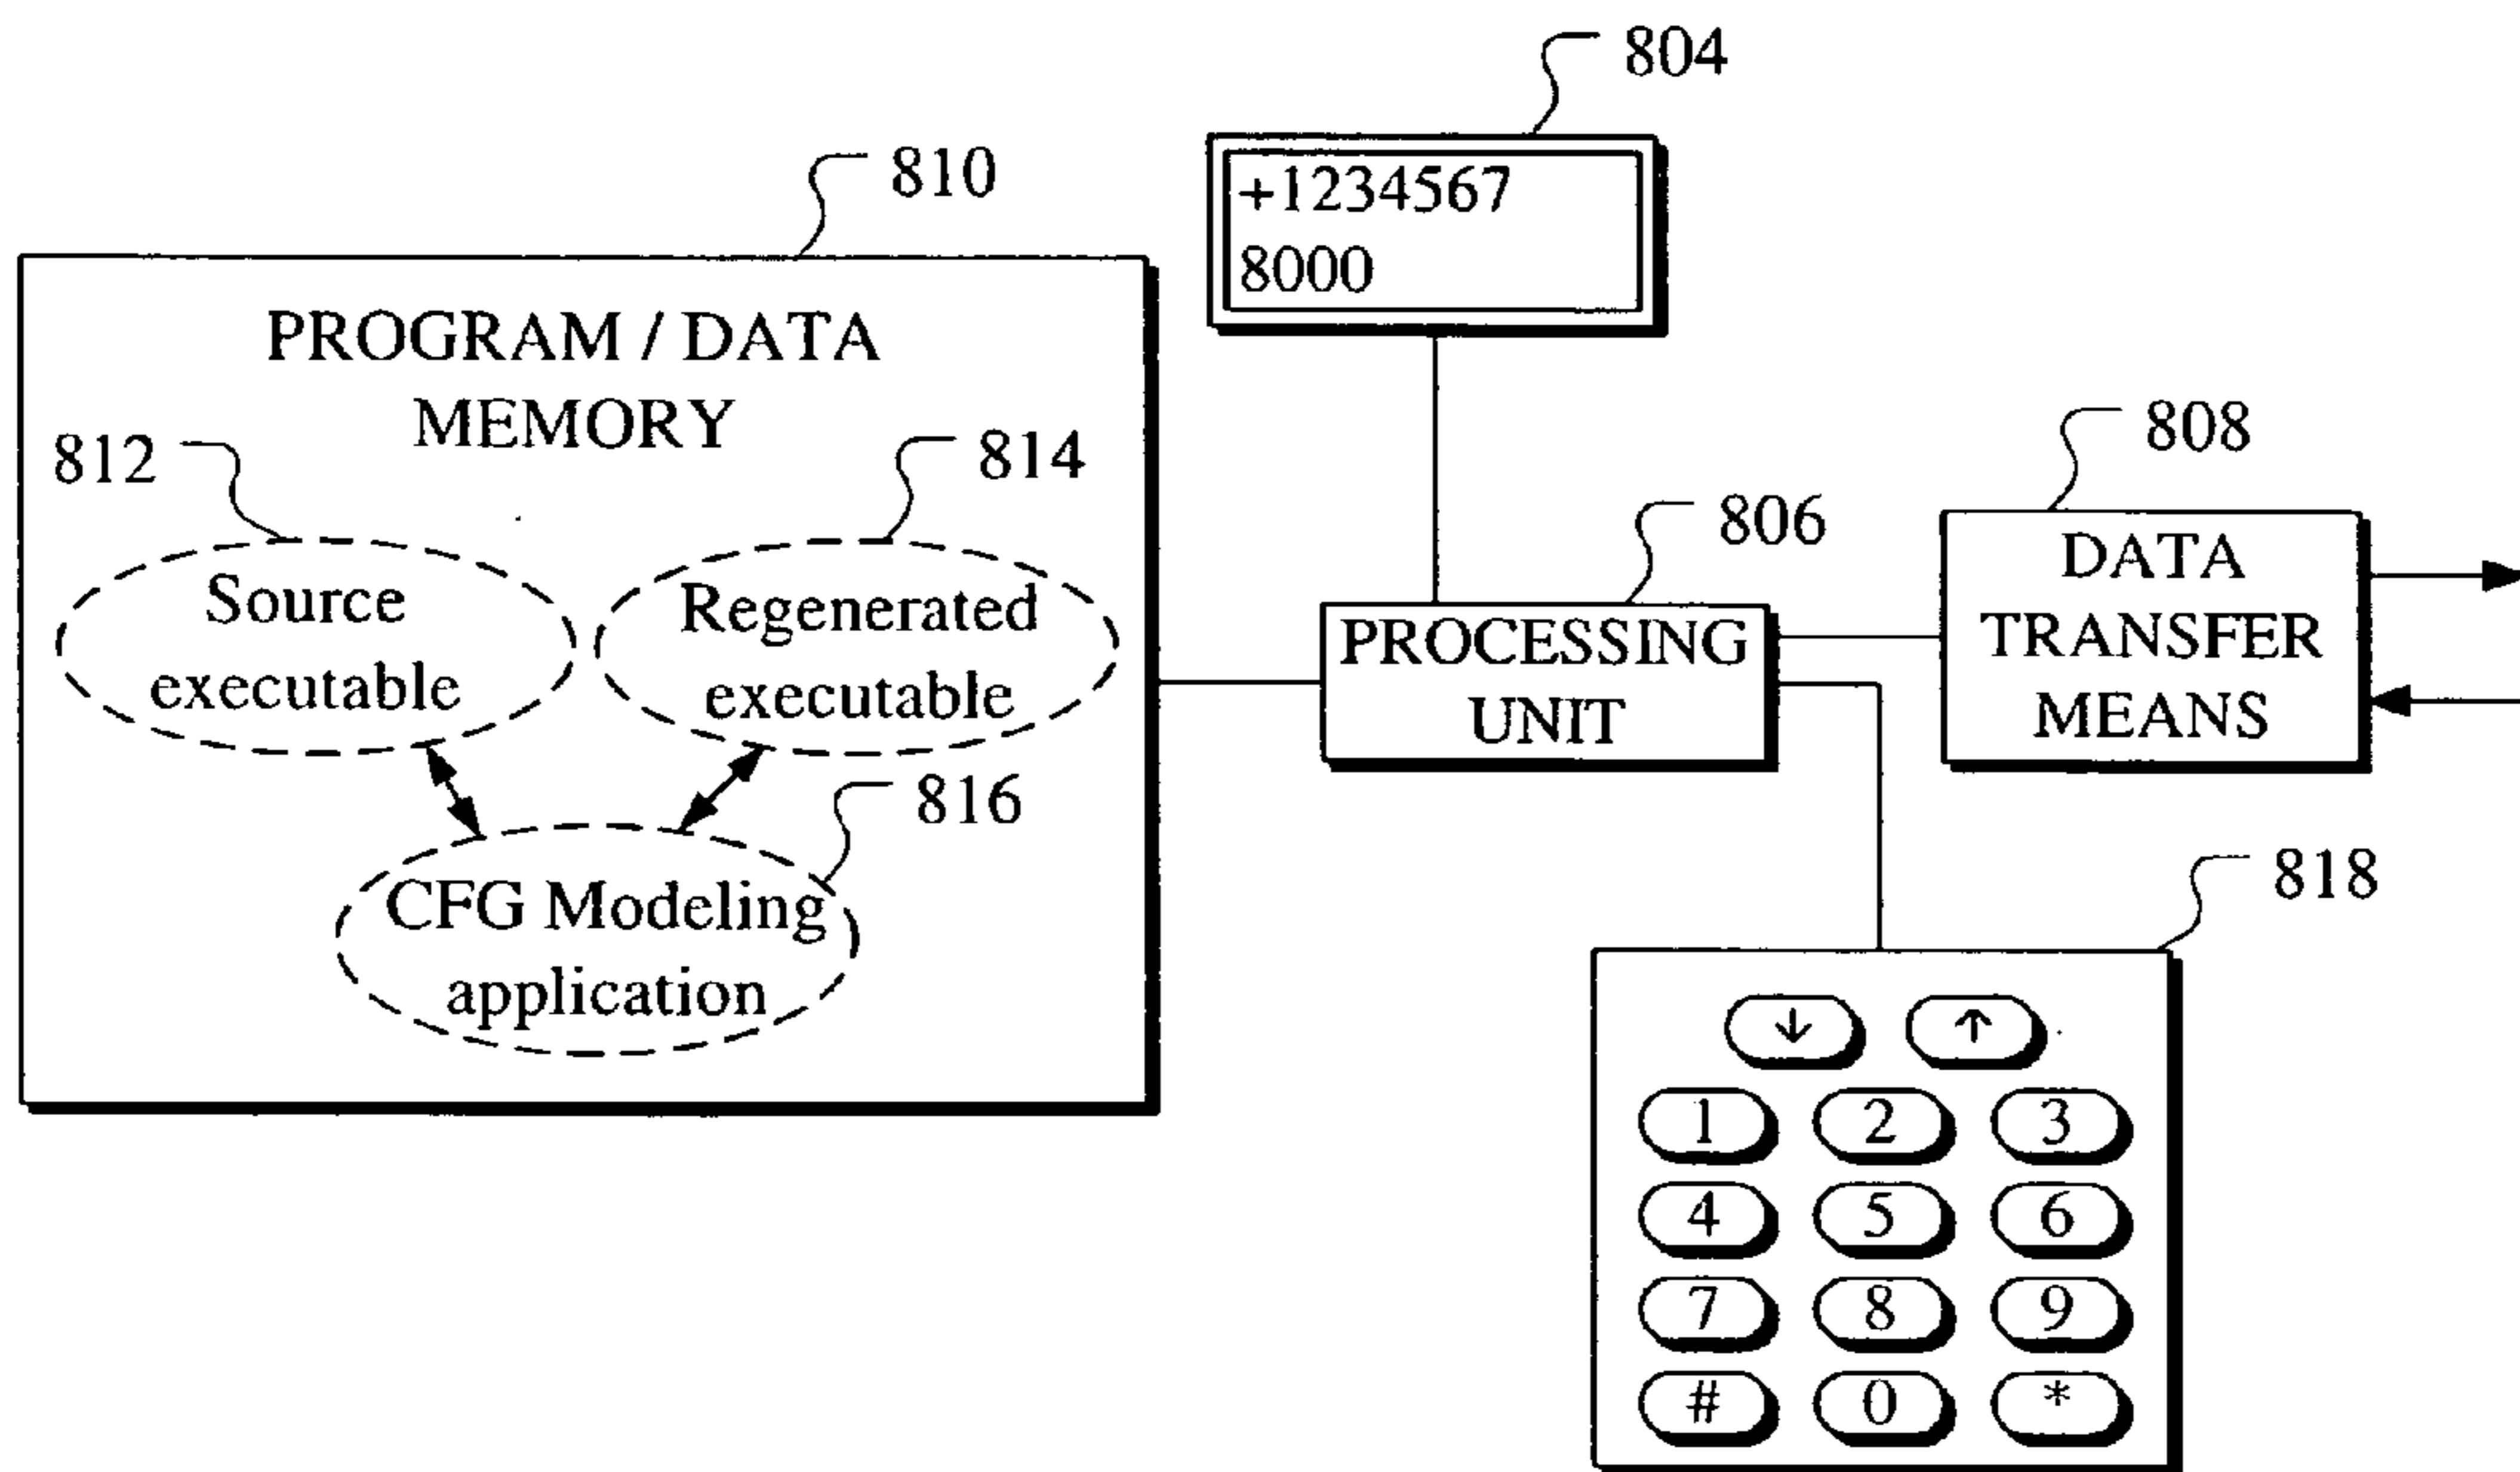 804
+1234567
8000
810
PROGRAM / DATA
MEMORY
812
814
Source
executable
Regenerated
executable
816
CFG Modeling
application
806
PROCESSING
UNIT
808
DATA
TRANSFER
MEANS
818
↓ ↑
1 2 3
4 5 6
7 8 9
# 0 *